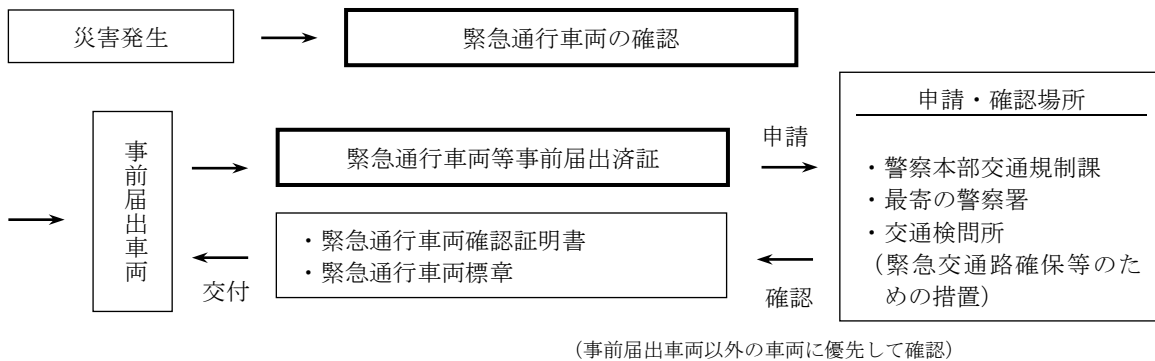 災害発生
緊急通行車両の確認
事前届出車両
緊急通行車両等事前届出済証
申請
申請・確認場所
・警察本部交通規制課
・最寄の警察署
・交通検問所
（緊急交通路確保等のた
めの措置）
・緊急通行車両確認証明書
・緊急通行車両標章
交付
確認
（事前届出車両以外の車両に優先して確認）